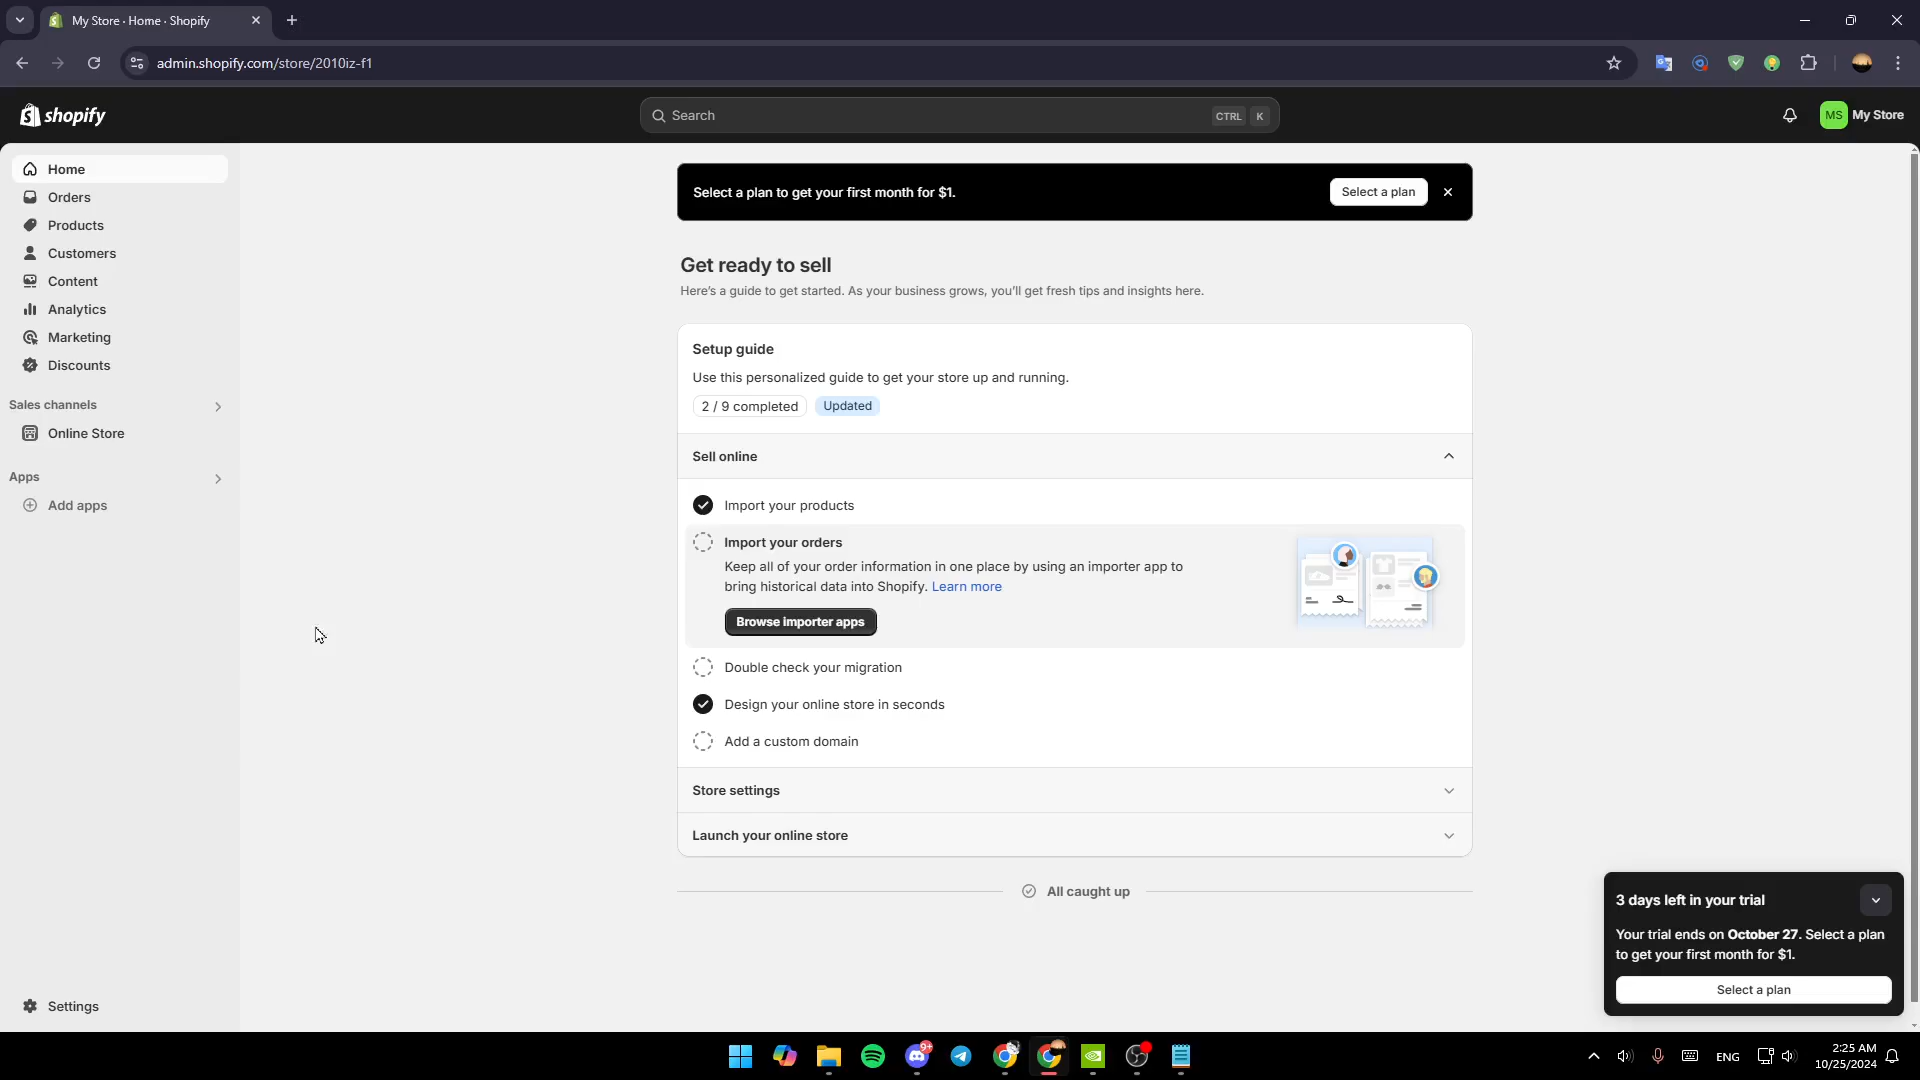 My Store · Home · Shopify
admin.shopify.com/store/2010iz-f1
shopify
Search
CTRL K
MS My Store
Home
Orders
Products
Customers
Content
Analytics
Marketing
Discounts
Sales channels
Online Store
Apps
Add apps
Settings
Select a plan to get your first month for $1.
Select a plan
Get ready to sell
Here's a guide to get started. As your business grows, you'll get fresh tips and insights here.
Setup guide
Use this personalized guide to get your store up and running.
2 / 9 completed
Updated
Sell online
Import your products
Import your orders
Keep all of your order information in one place by using an importer app to
bring historical data into Shopify. Learn more
Browse importer apps
Double check your migration
Design your online store in seconds
Add a custom domain
Store settings
Launch your online store
All caught up
3 days left in your trial
Your trial ends on October 27. Select a plan
to get your first month for $1.
Select a plan
9+
ENG
2:25 AM
10/25/2024